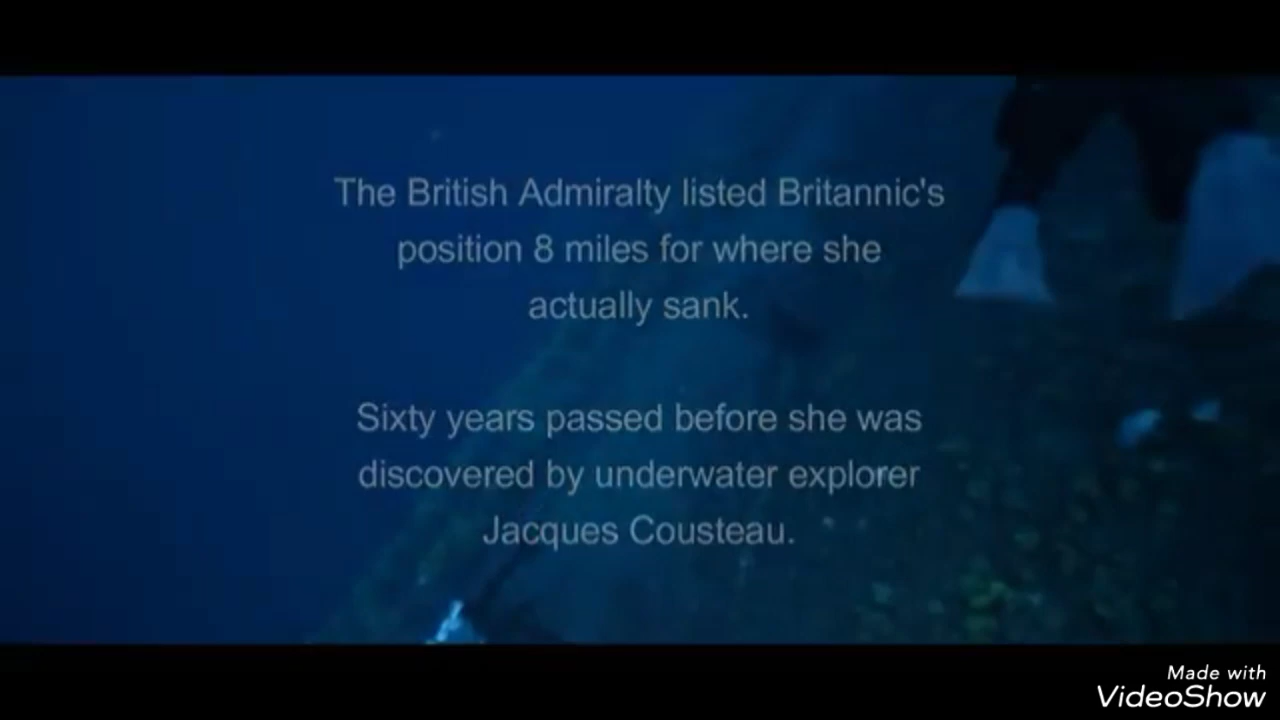 The British Admiralty listed Britannic's
position 8 miles for where she
actually sank.
Sixty years passed before she was
discovered by underwater explorer
Jacques Cousteau.
Made with
VideoShow